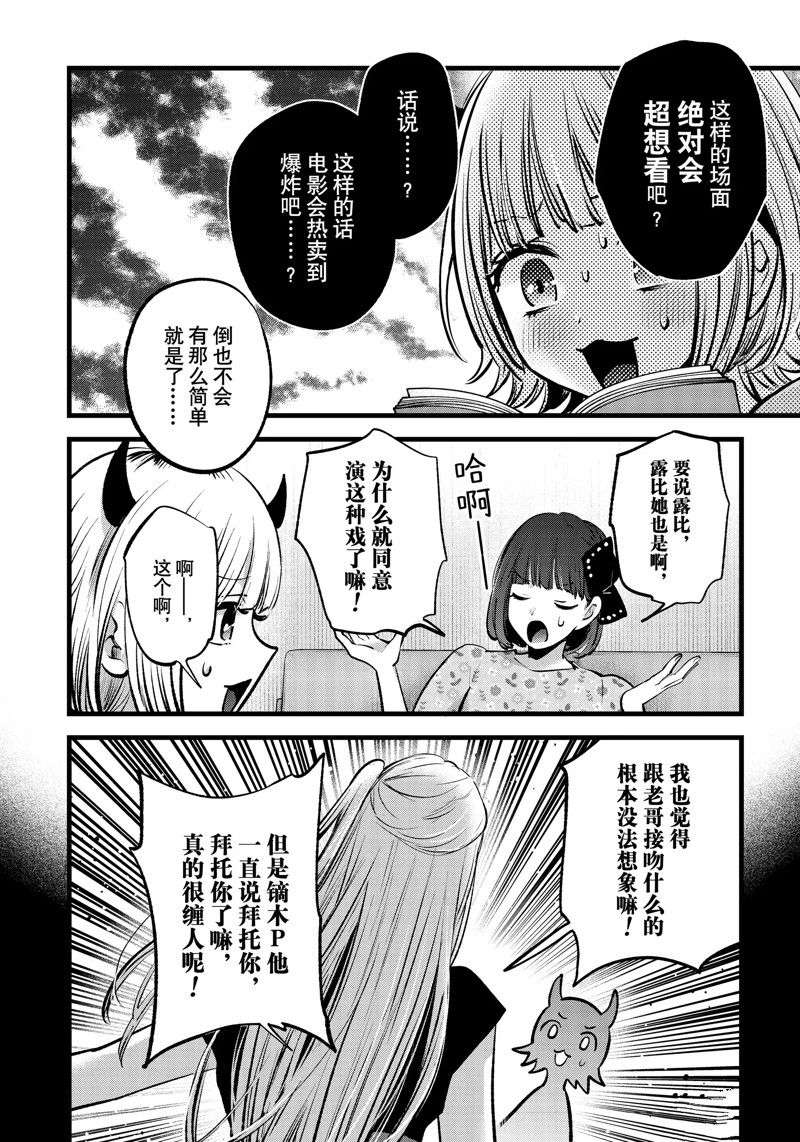 这样的场面
绝对会
超想看吧？
话说……？
这样的话
电影会热卖到
爆炸吧……？
倒也不会
有那么简单
就是了……
要说露比，
露比她也是啊，
哈啊——
为什么就同意
演这种戏了嘛！
啊——，
这个啊，
我也觉得
跟老哥接吻什么的
根本没法想象嘛！
但是镝木P他
一直说拜托你，
拜托你了嘛，
真的很缠人呢！